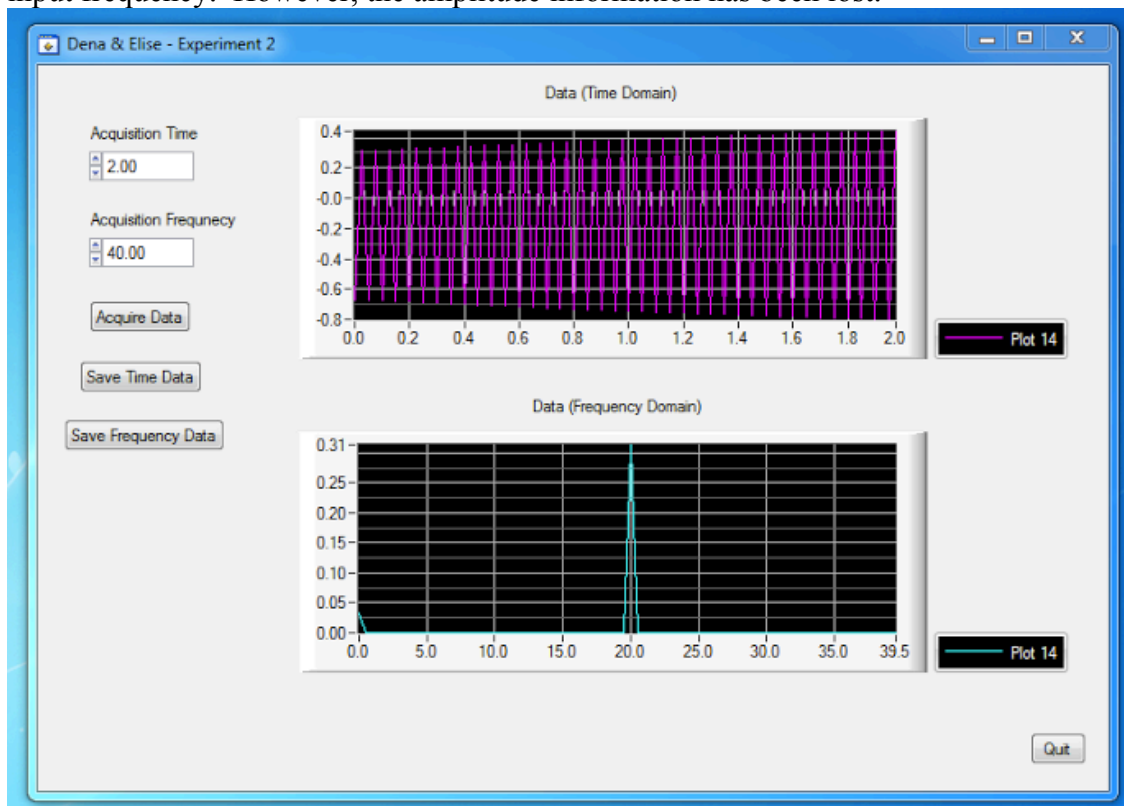 input frequency. However, the amplitude information has been lost.
Dena & Elise - Experiment 2
Data (Time Domain)
Acquisition Time
2.00
Acquisition Frequnecy
40.00
Acquire Data
Save Time Data
Save Frequency Data
0.4
0.2
-0.0
-0.2
-0.4
-0.6
-0.8
0.0 0.2 0.4 0.6 0.8 1.0 1.2 1.4 1.6 1.8 2.0
Plot 14
Data (Frequency Domain)
0.31
0.25
0.20
0.15
0.10
0.05
0.00
0.0 5.0 10.0 15.0 20.0 25.0 30.0 35.0 39.5
Plot 14
Quit